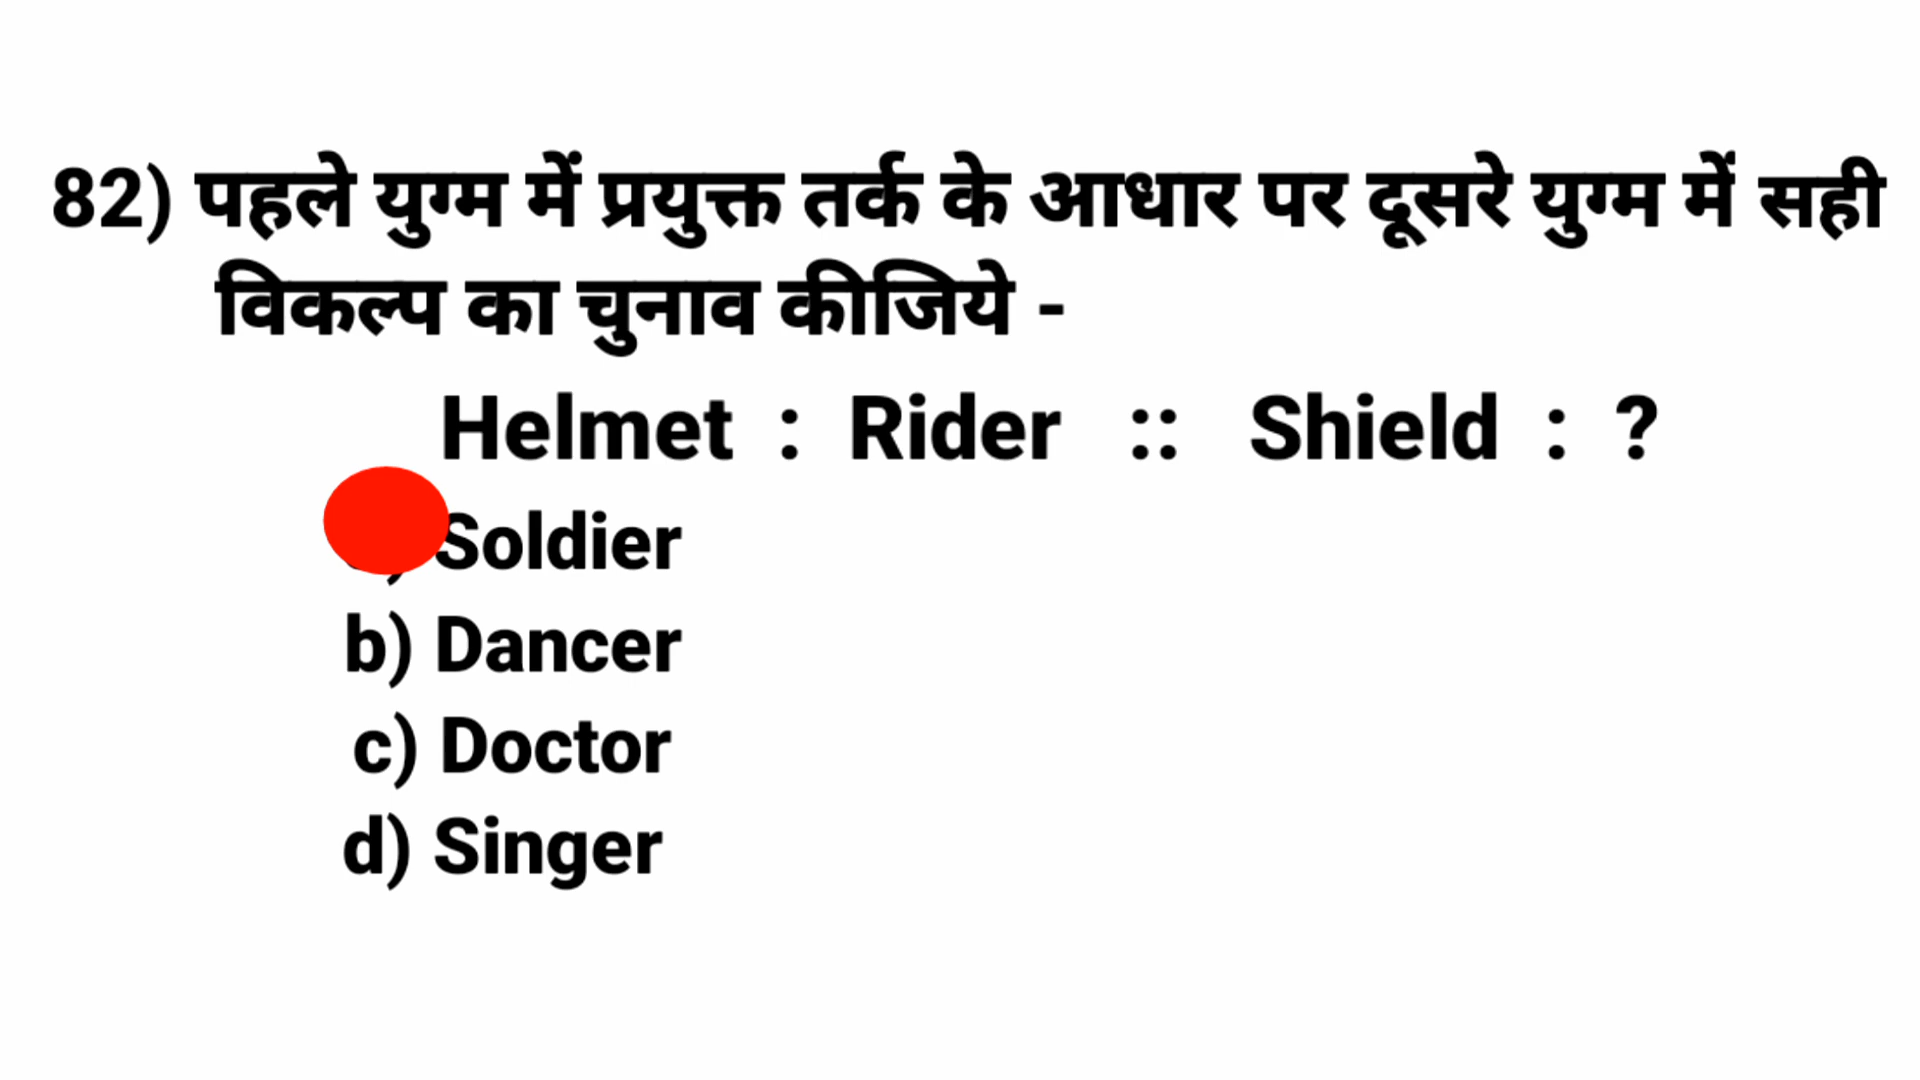 82) पहले युग्म में प्रयुक्त तर्क के आधार पर दूसरे युग्म में सही
विकल्प का चुनाव कीजिये -
Helmet : Rider :: Shield : ?
Soldier
b) Dancer
c) Doctor
d) Singer